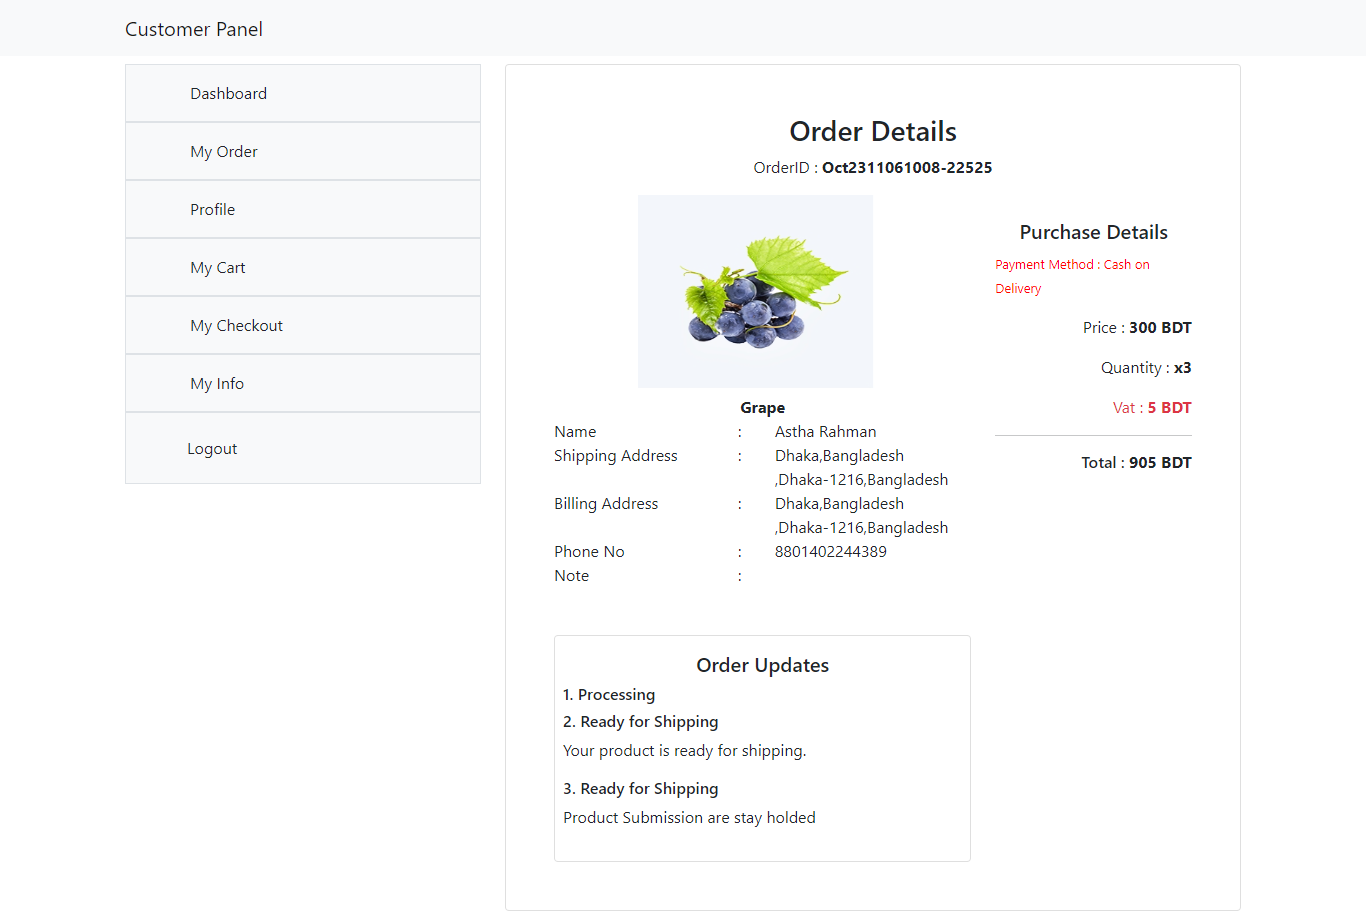 Customer Panel
Dashboard
My Order
Profile
My Cart
My Checkout
My Info
Logout
Order Details
OrderID : Oct2311061008-22525
Grape
Name : Astha Rahman
Shipping Address : Dhaka,Bangladesh
,Dhaka-1216,Bangladesh
Billing Address : Dhaka,Bangladesh
,Dhaka-1216,Bangladesh
Phone No : 8801402244389
Note :
Purchase Details
Payment Method : Cash on
Delivery
Price : 300 BDT
Quantity : x3
Vat : 5 BDT
Total : 905 BDT
Order Updates
1. Processing
2. Ready for Shipping
Your product is ready for shipping.
3. Ready for Shipping
Product Submission are stay holded